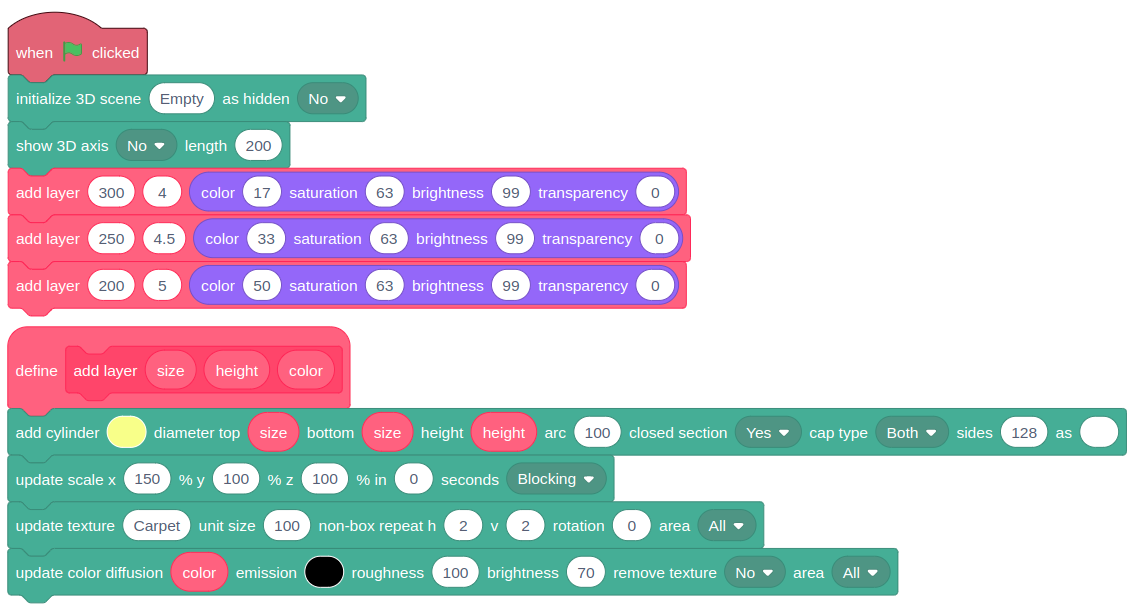 when clicked
initialize 3D scene Empty as hidden No
show 3D axis No length 200
add layer 300 4 color 17 saturation 63 brightness 99 transparency 0
add layer 250 4.5 color 33 saturation 63 brightness 99 transparency 0
add layer 200 5 color 50 saturation 63 brightness 99 transparency 0
define add layer size height color
add cylinder diameter top size bottom size height height arc 100 closed section Yes cap type Both sides 128 as
update scale x 150 % y 100 % z 100 % in 0 seconds Blocking
update texture Carpet unit size 100 non-box repeat h 2 v 2 rotation 0 area All
update color diffusion color emission roughness 100 brightness 70 remove texture No area All